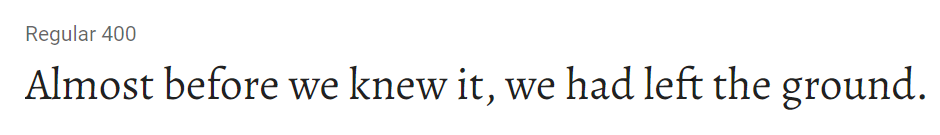 Regular 400
Almost before we knew it, we had left the ground.